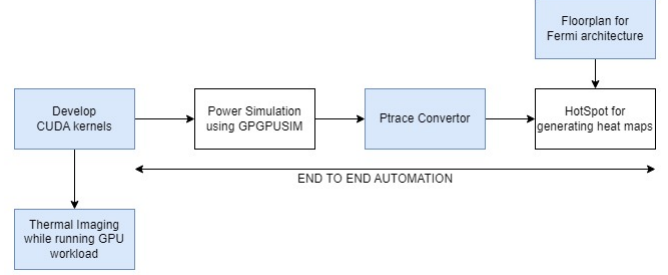 Floorplan for
Fermi architecture
Develop
CUDA kernels
Power Simulation
using GPGPUSIM
Ptrace Convertor
HotSpot for
generating heat maps
END TO END AUTOMATION
Thermal Imaging
while running GPU
workload